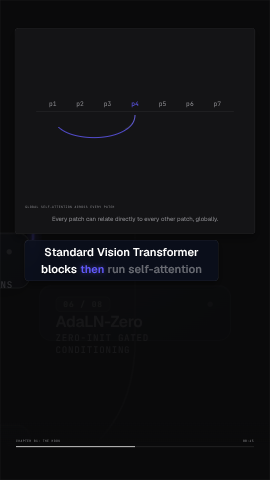 p1 p2 p3 p4 p5 p6 p7
GLOBAL SELF-ATTENTION ACROSS EVERY PATCH
Every patch can relate directly to every other patch, globally.
Standard Vision Transformer
blocks then run self-attention
NS
AdaLN-Zero
ZERO-INIT GATED
CONDITIONING